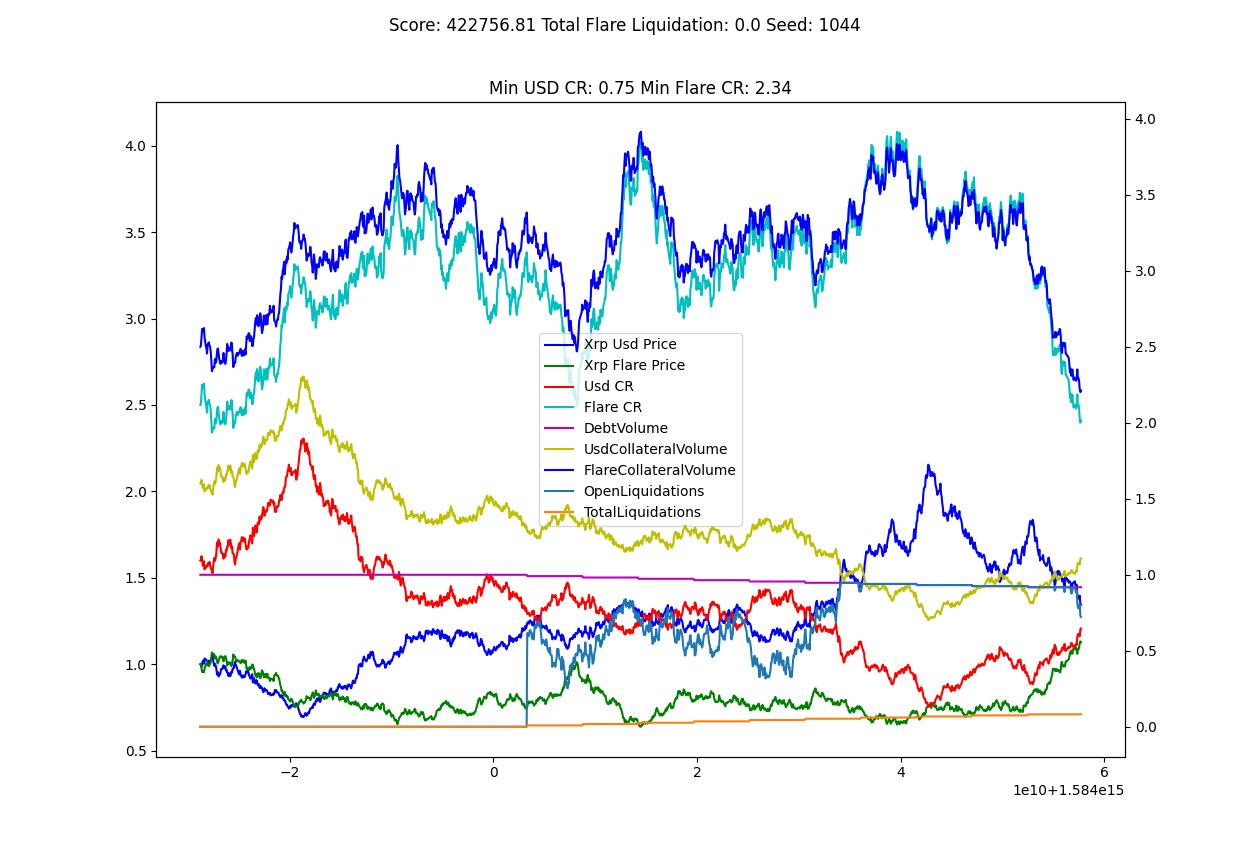 Score: 422756.81 Total Flare Liquidation: 0.0 Seed: 1044
Min USD CR: 0.75 Min Flare CR: 2.34
4.0
3.5
3.0
2.5
2.0
1.5
1.0
0.5
4.0
3.5
3.0
2.5
2.0
1.5
1.0
0.5
0.0
Xrp Usd Price
Xrp Flare Price
Usd CR
Flare CR
DebtVolume
UsdCollateralVolume
FlareCollateralVolume
OpenLiquidations
TotalLiquidations
−2 0 2 4 6
1e10+1.584e15